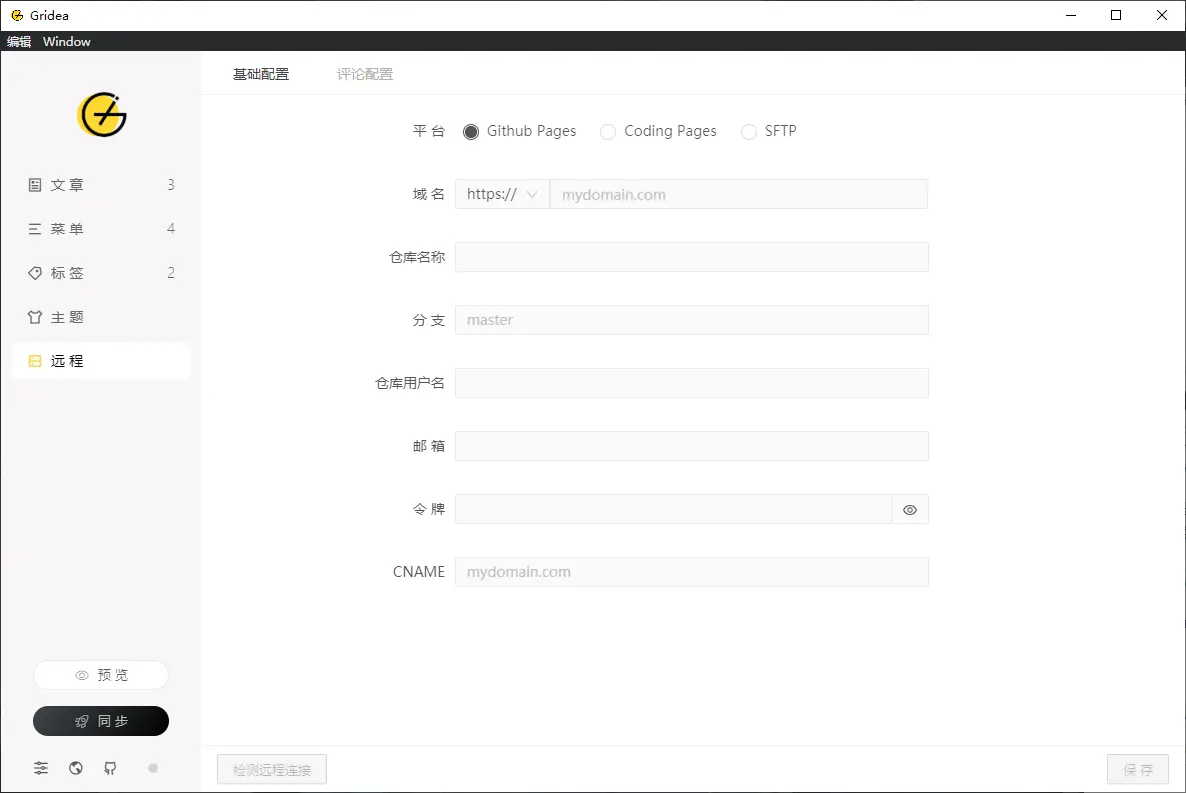 Gridea
编辑 Window
基础配置 评论配置
文章 3
菜单 4
标签 2
主题
远程
平台 Github Pages Coding Pages SFTP
域名 https:// mydomain.com
仓库名称
分支 master
仓库用户名
邮箱
令牌
CNAME mydomain.com
预览
同步
检测远程连接 保存